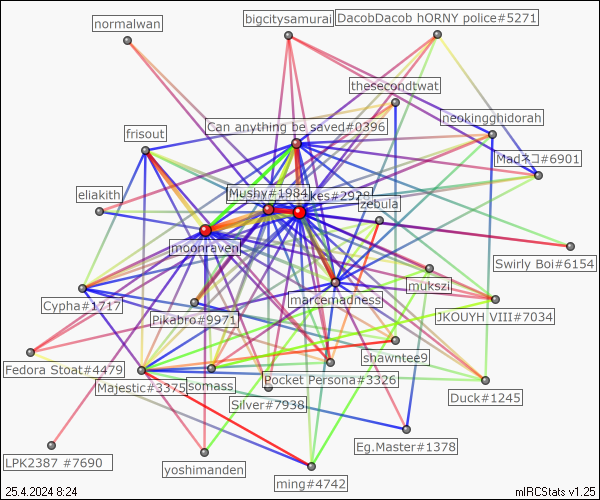 normalwan
bigcitysamurai
DacobDacob hORNY police#5271
thesecondtwat
neokingghidorah
Can anything be saved#0396
frisout
Madネコ#6901
eliakith
Mushy#1984
kes#2929
zebula
moonraven
Swirly Boi#6154
mukszi
marcemadness
Cypha#1717
Pikabro#9971
JKOUYH VIII#7034
shawntee9
Fedora Stoat#4479
Majestic#3375
somass
Pocket Persona#3326
Duck#1245
Silver#7938
Eg.Master#1378
LPK2387 #7690
yoshimanden
ming#4742
25.4.2024 8:24
mIRCStats v1.25